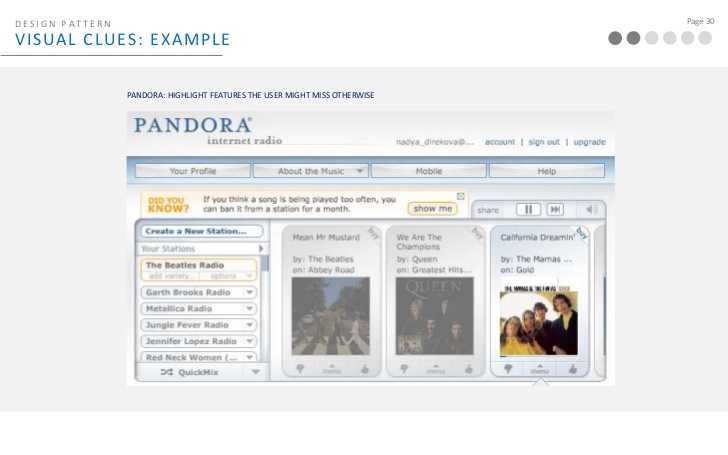 DESIGN PATTERN
VISUAL CLUES: EXAMPLE
Page 30
PANDORA: HIGHLIGHT FEATURES THE USER MIGHT MISS OTHERWISE
PANDORA®
internet radio
nadya_direkova@... account | sign out | upgrade
Your Profile About the Music Mobile Help
DID YOU KNOW?
If you think a song is being played too often, you
can ban it from a station for a month.
show me
share
Create a New Station...
Your Stations
The Beatles Radio
add variety... options
Garth Brooks Radio
Metallica Radio
Jungle Fever Radio
Jennifer Lopez Radio
Red Neck Women (...
QuickMix
Mean Mr Mustard
buy
by: The Beatles
on: Abbey Road
menu
We Are The
Champions
buy
by: Queen
on: Greatest Hits...
QUEEN
menu
California Dreamin'
buy
by: The Mamas ...
on: Gold
THE MAMAS & THE PAPAS GOLD
menu